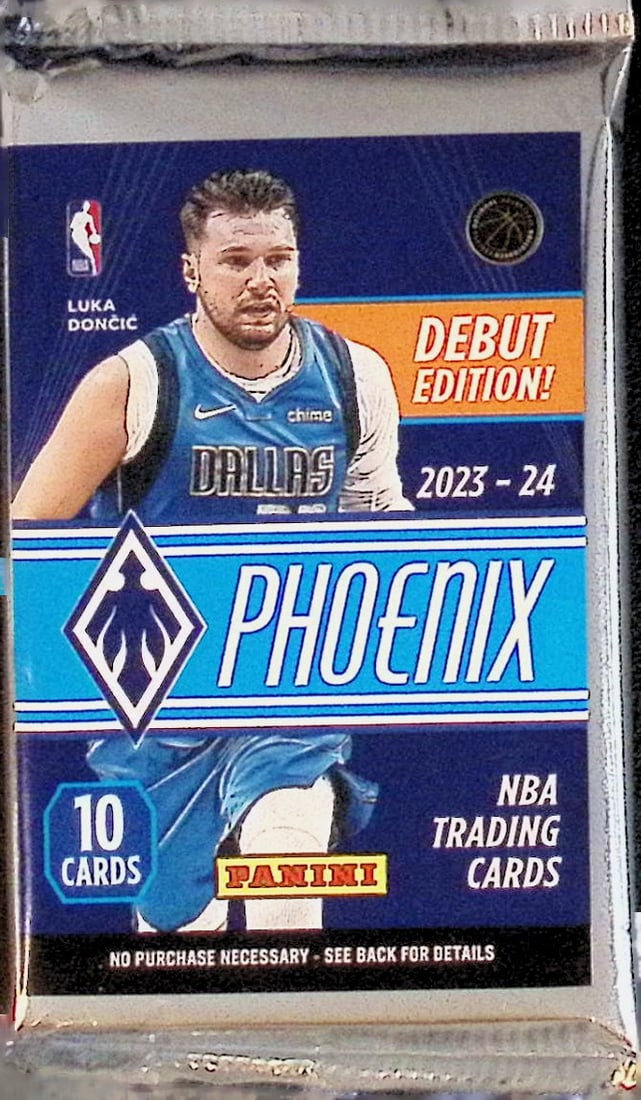 NBA
LUKA
DONČIĆ
DEBUT
EDITION!
chime
DALLAS
2023 - 24
PHOENIX
10
CARDS
NBA
TRADING
CARDS
PANINI
NO PURCHASE NECESSARY - SEE BACK FOR DETAILS